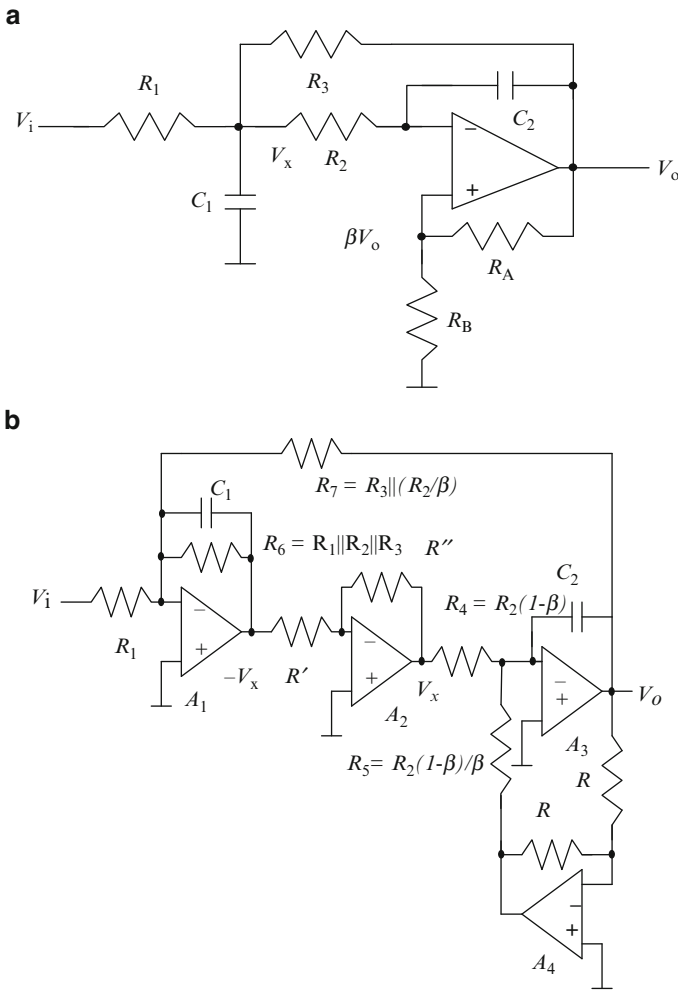 a
R3
R1
Vi
C2
−
Vx
R2
Vo
+
C1
βVo
RA
RB
b
R7 = R3||(R2/β)
C1
R6 = R1||R2||R3 R″
C2
R4 = R2(1-β)
Vi
−
−
R1
+
+
−
+
Vo
−Vx
R′
Vx
A1
A2
A3
R5= R2(1-β)/β
R
R
−
+
A4